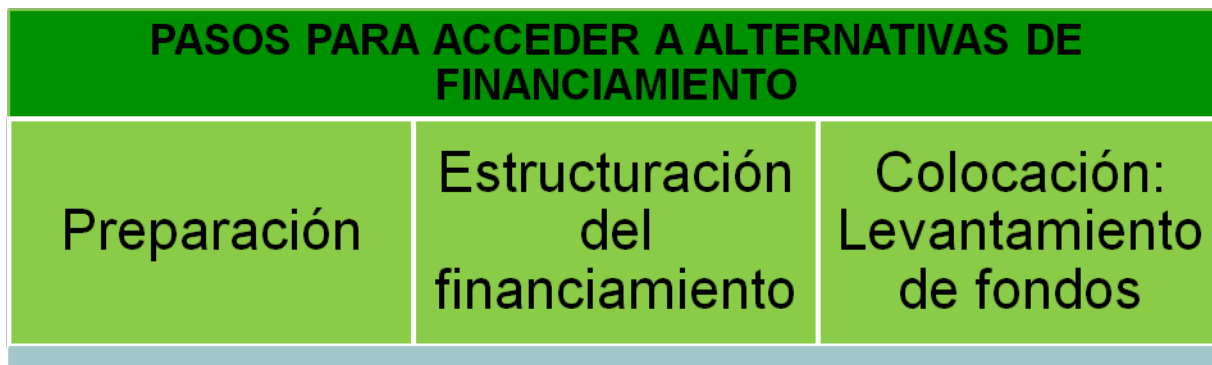 PASOS PARA ACCEDER A ALTERNATIVAS DE
FINANCIAMIENTO
Preparación
Estructuración
del
financiamiento
Colocación:
Levantamiento
de fondos